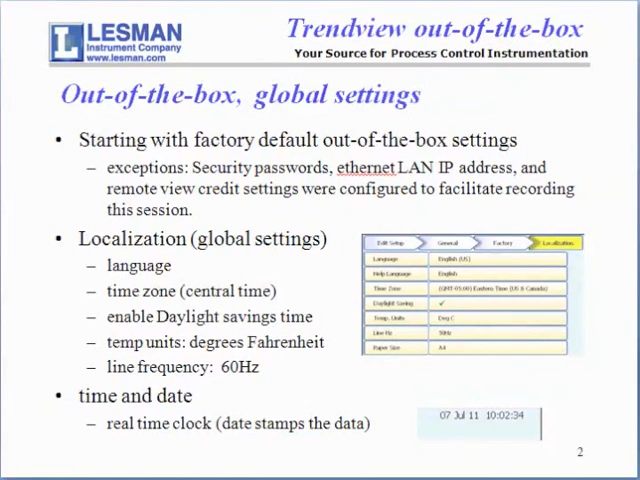 LESMAN
Instrument Company
www.lesman.com
Trendview out-of-the-box
Your Source for Process Control Instrumentation
Out-of-the-box, global settings
• Starting with factory default out-of-the-box settings
– exceptions: Security passwords, ethernet LAN IP address, and
remote view credit settings were configured to facilitate recording
this session.
• Localization (global settings)
– language
– time zone (central time)
– enable Daylight savings time
– temp units: degrees Fahrenheit
– line frequency: 60Hz
Edit Setup General Factory Localization
Language English (US)
Help Language English
Time Zone (GMT-05:00) Eastern Time (US & Canada)
Daylight Saving ✓
Temp. Units Deg C
Line Hz 50Hz
Paper Size A4
• time and date
– real time clock (date stamps the data)
07 Jul 11 10:02:34
2